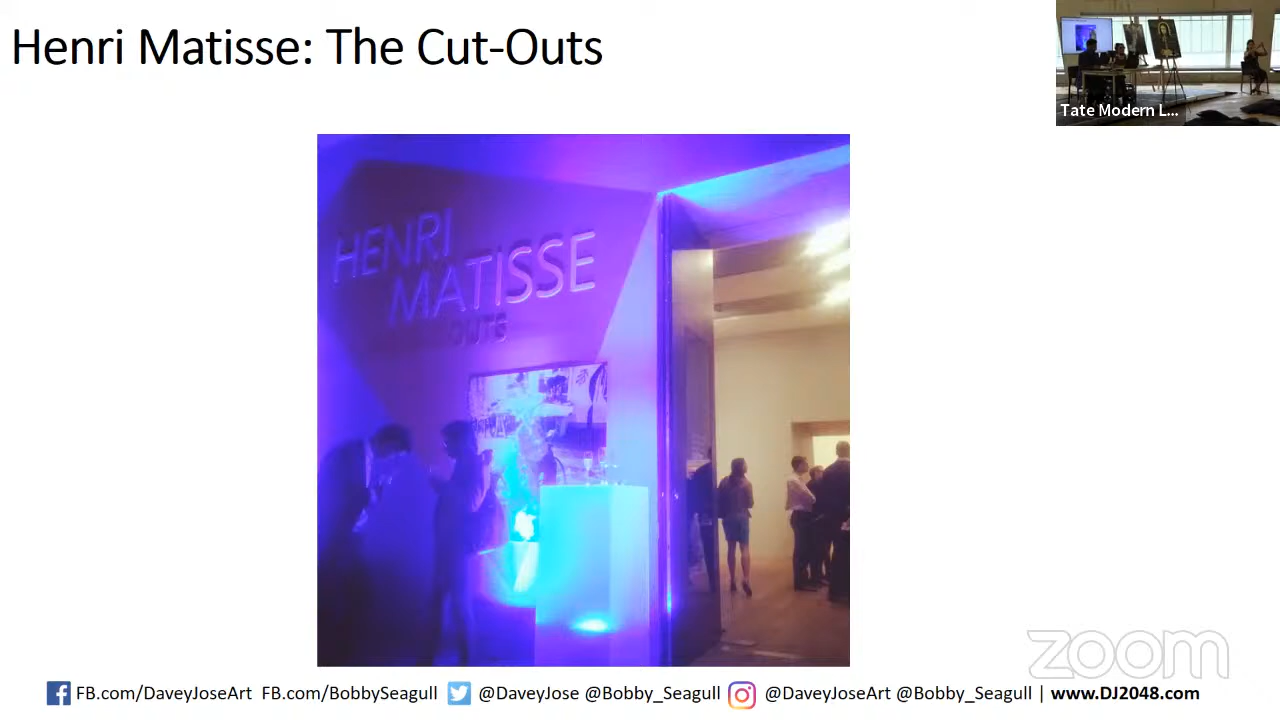 Henri Matisse: The Cut-Outs
Tate Modern L...
HENRI
MATISSE
OUTS
zoom
FB.com/DaveyJoseArt FB.com/BobbySeagull @DaveyJose @Bobby_Seagull @DaveyJoseArt @Bobby_Seagull | www.DJ2048.com